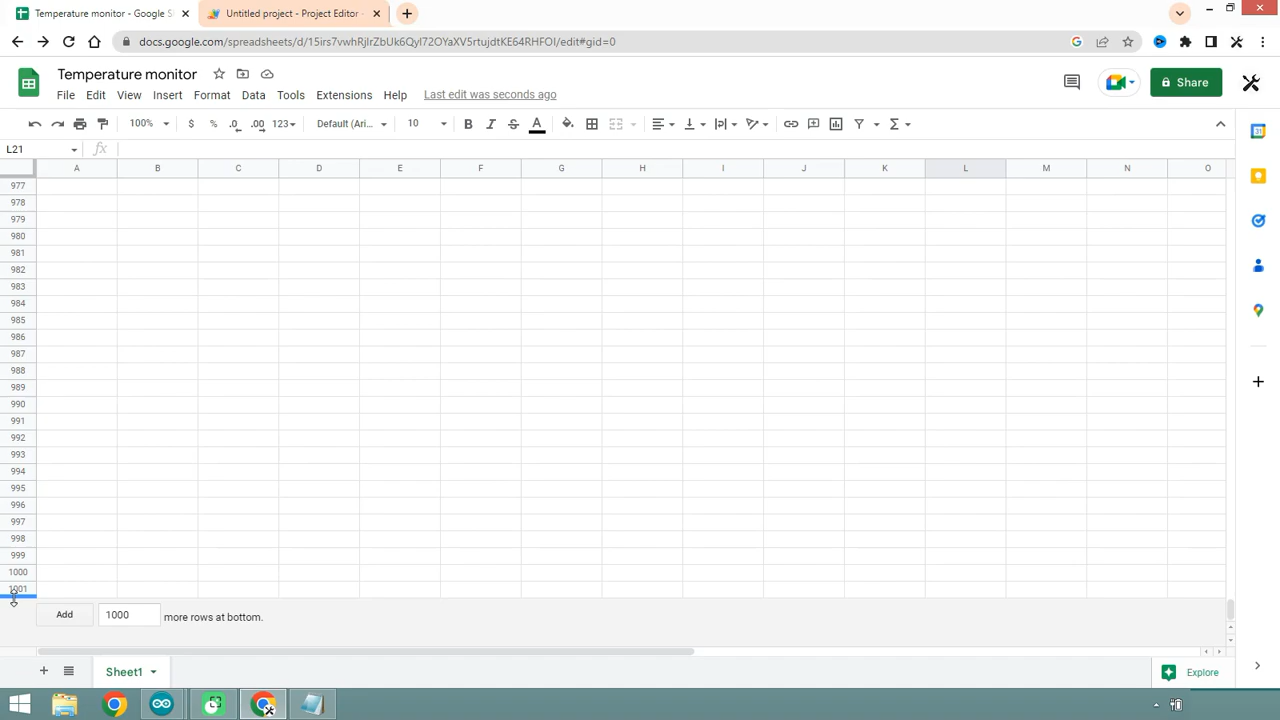 Temperature monitor - Google S
Untitled project - Project Editor -
docs.google.com/spreadsheets/d/15irs7vwhRjIrZbUk6Qyl72OYaXV5rtujdtKE64RHFOI/edit#gid=0
Temperature monitor
Share
File Edit View Insert Format Data Tools Extensions Help Last edit was seconds ago
100% $ % .0 .00 123 Default (Ari... 10 B I S A
L21 fx
A B C D E F G H I J K L M N O
977
978
979
980
981
982
983
984
985
986
987
988
989
990
991
992
993
994
995
996
997
998
999
1000
1001
Add 1000 more rows at bottom.
Sheet1
Explore